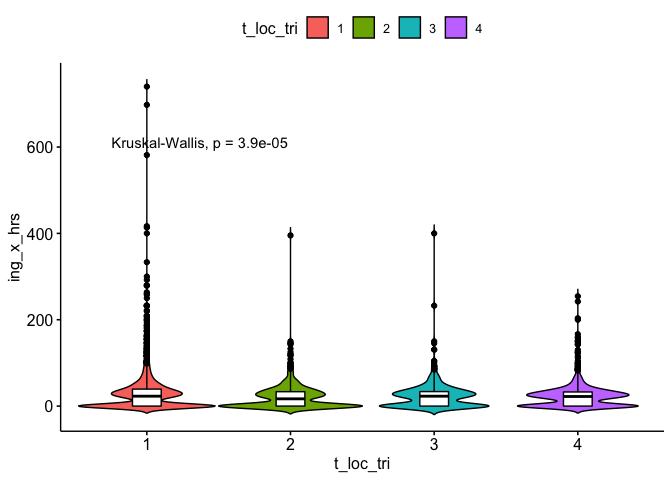 t_loc_tri 1 2 3 4
Kruskal-Wallis, p = 3.9e-05
ing_x_hrs
600
400
200
0
1 2 3 4
t_loc_tri